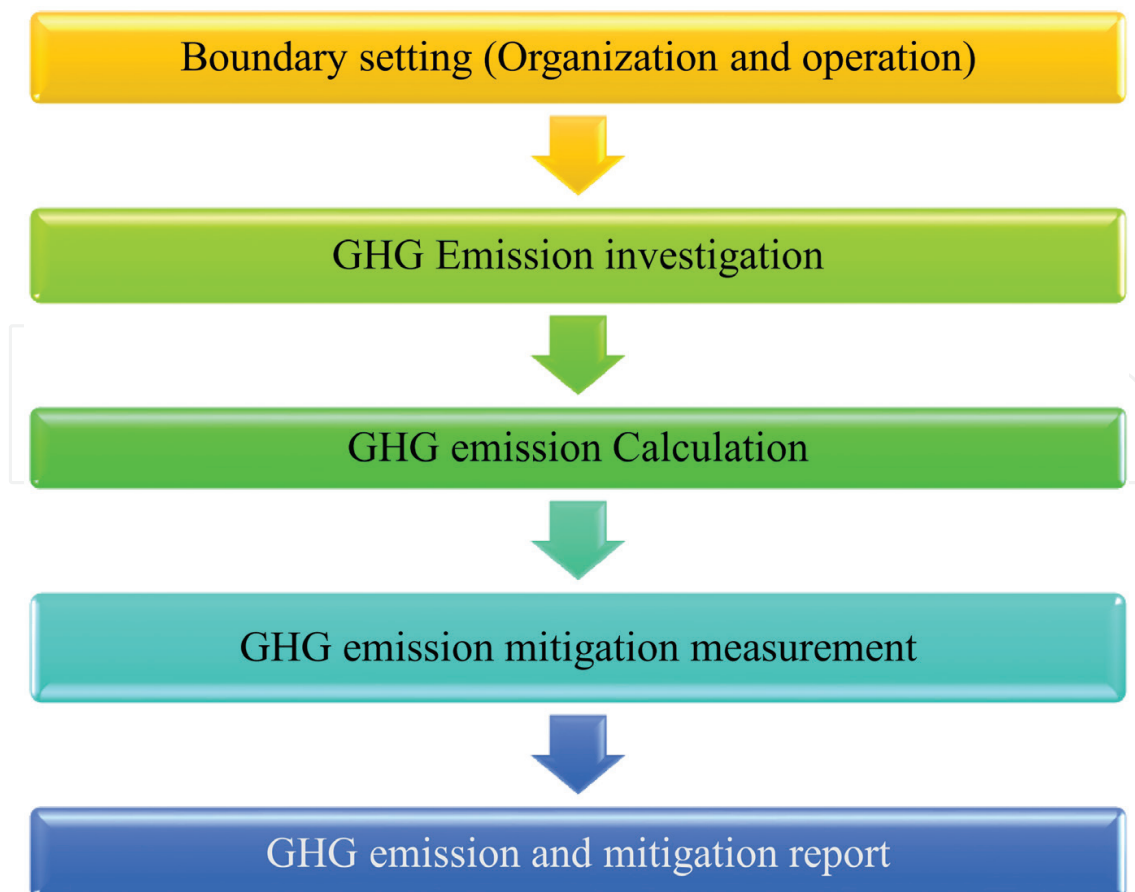 Boundary setting (Organization and operation)
GHG Emission investigation
GHG emission Calculation
GHG emission mitigation measurement
GHG emission and mitigation report